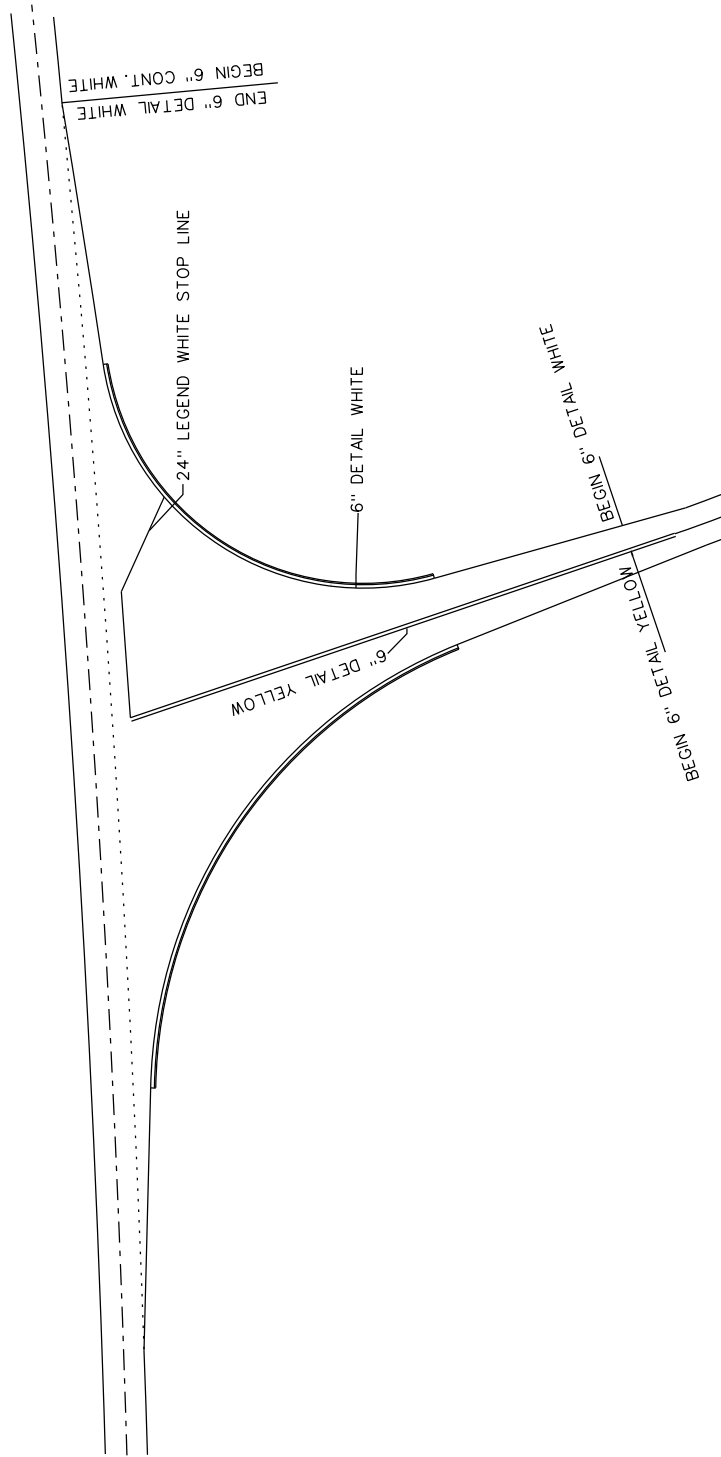 BEGIN 6" CONT. WHITE
END 6" DETAIL WHITE
24" LEGEND WHITE STOP LINE
6" DETAIL WHITE
BEGIN 6" DETAIL WHITE
6" DETAIL YELLOW
BEGIN 6" DETAIL YELLOW